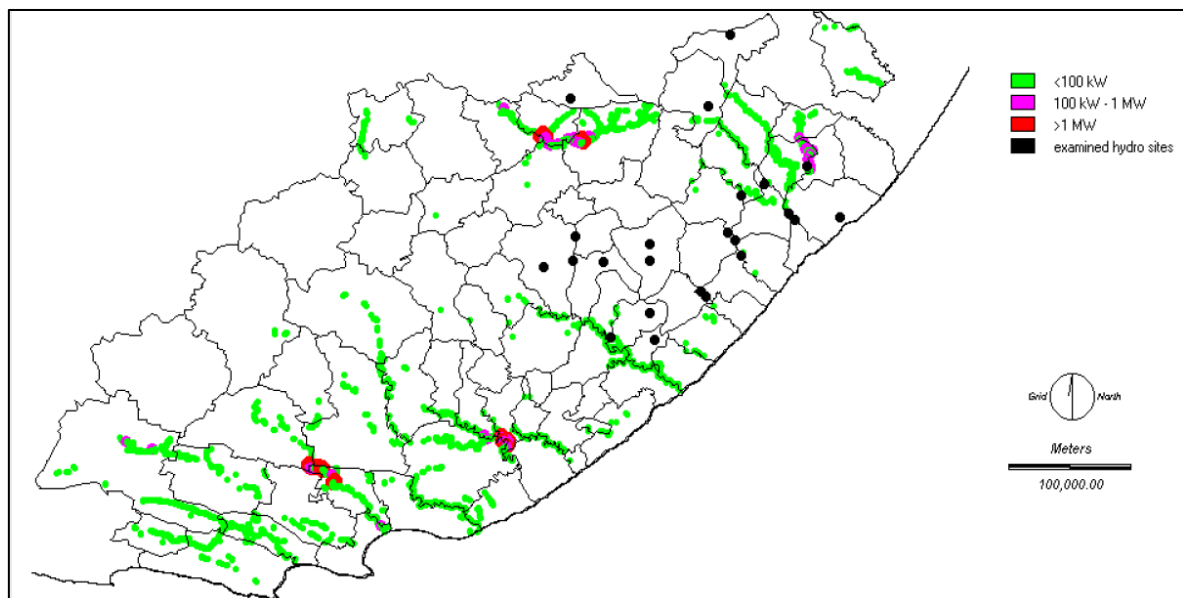 <100 kW
100 kW - 1 MW
>1 MW
examined hydro sites
Grid North
Meters
100,000.00